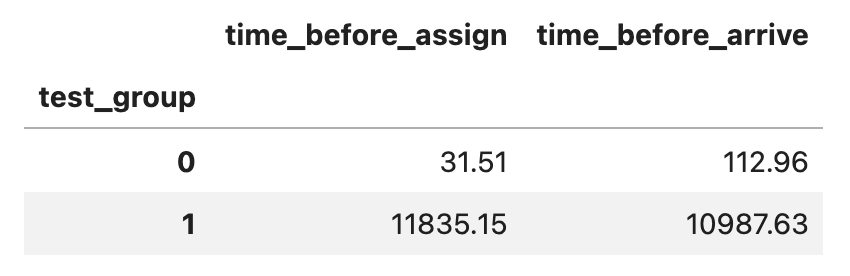 time_before_assign time_before_arrive
test_group
0 31.51 112.96
1 11835.15 10987.63